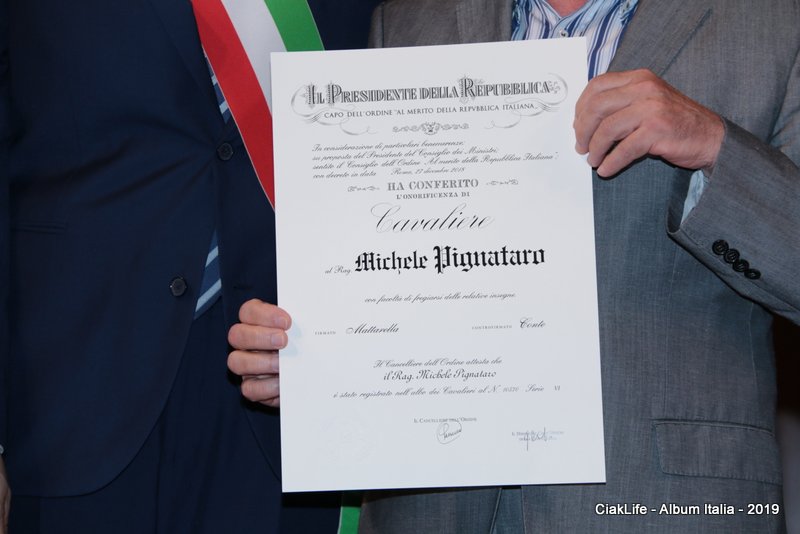 IL PRESIDENTE DELLA REPUBBLICA
CAPO DELL'ORDINE "AL MERITO DELLA REPVBBLICA ITALIANA"
In considerazione di particolari benemerenze;
su proposta del Presidente del Consiglio dei Ministri;
sentito il Consiglio dell'Ordine "Al merito della Repubblica Italiana";
con decreto in data Roma, 27 dicembre 2018
HA CONFERITO
L'ONORIFICENZA DI
Cavaliere
al Rag. Michele Pignataro
con facoltà di fregiarsi delle relative insegne
FIRMATO Mattarella CONTROFIRMATO Conte
Il Cancelliere dell'Ordine attesta che
il Rag. Michele Pignataro
è stato registrato nell'albo dei Cavalieri al N. 10370 Serie VI
IL CANCELLIERE DELL'ORDINE
CiakLife - Album Italia - 2019